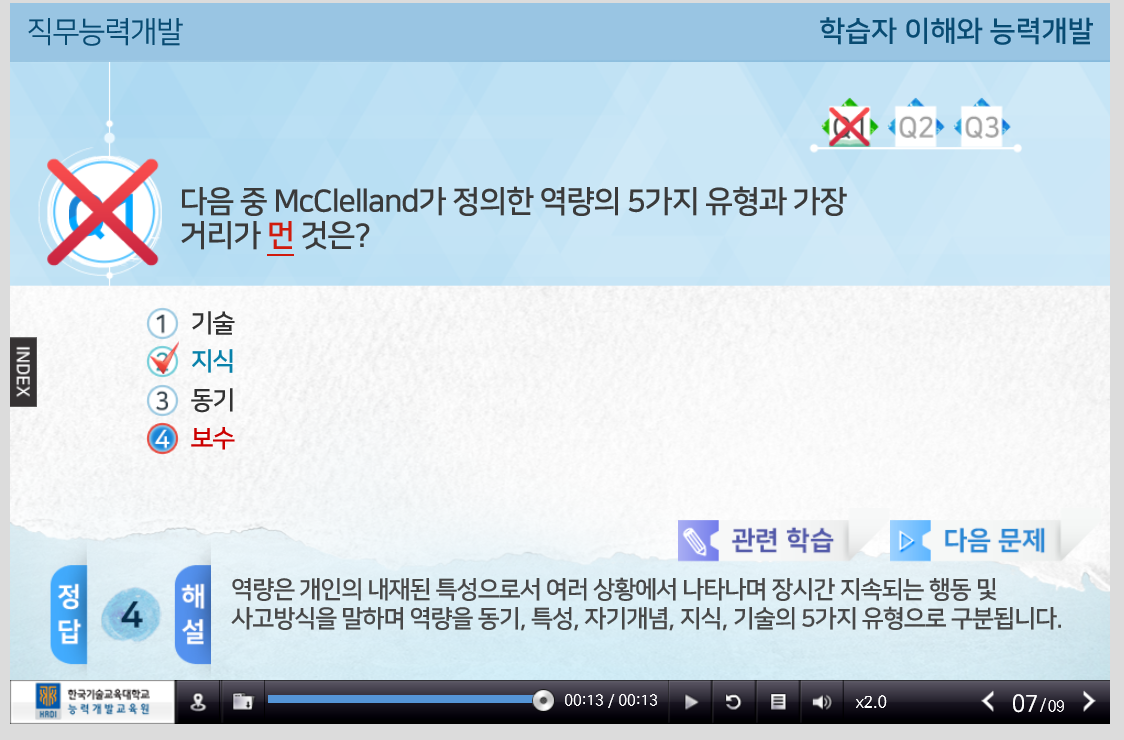 직무능력개발
학습자 이해와 능력개발
Q1 Q2 Q3
Q1
다음 중 McClelland가 정의한 역량의 5가지 유형과 가장
거리가 먼 것은?
1 기술
2 지식
3 동기
4 보수
INDEX
관련 학습
다음 문제
정답
4
해설
역량은 개인의 내재된 특성으로서 여러 상황에서 나타나며 장시간 지속되는 행동 및
사고방식을 말하며 역량을 동기, 특성, 자기개념, 지식, 기술의 5가지 유형으로 구분됩니다.
HRDI
한국기술교육대학교
능력개발교육원
00:13 / 00:13
x2.0
07/09